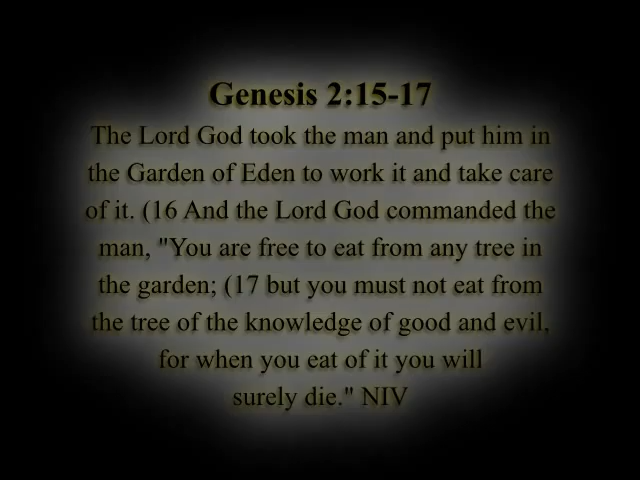 Genesis 2:15-17
The Lord God took the man and put him in
the Garden of Eden to work it and take care
of it. (16 And the Lord God commanded the
man, "You are free to eat from any tree in
the garden; (17 but you must not eat from
the tree of the knowledge of good and evil,
for when you eat of it you will
surely die." NIV